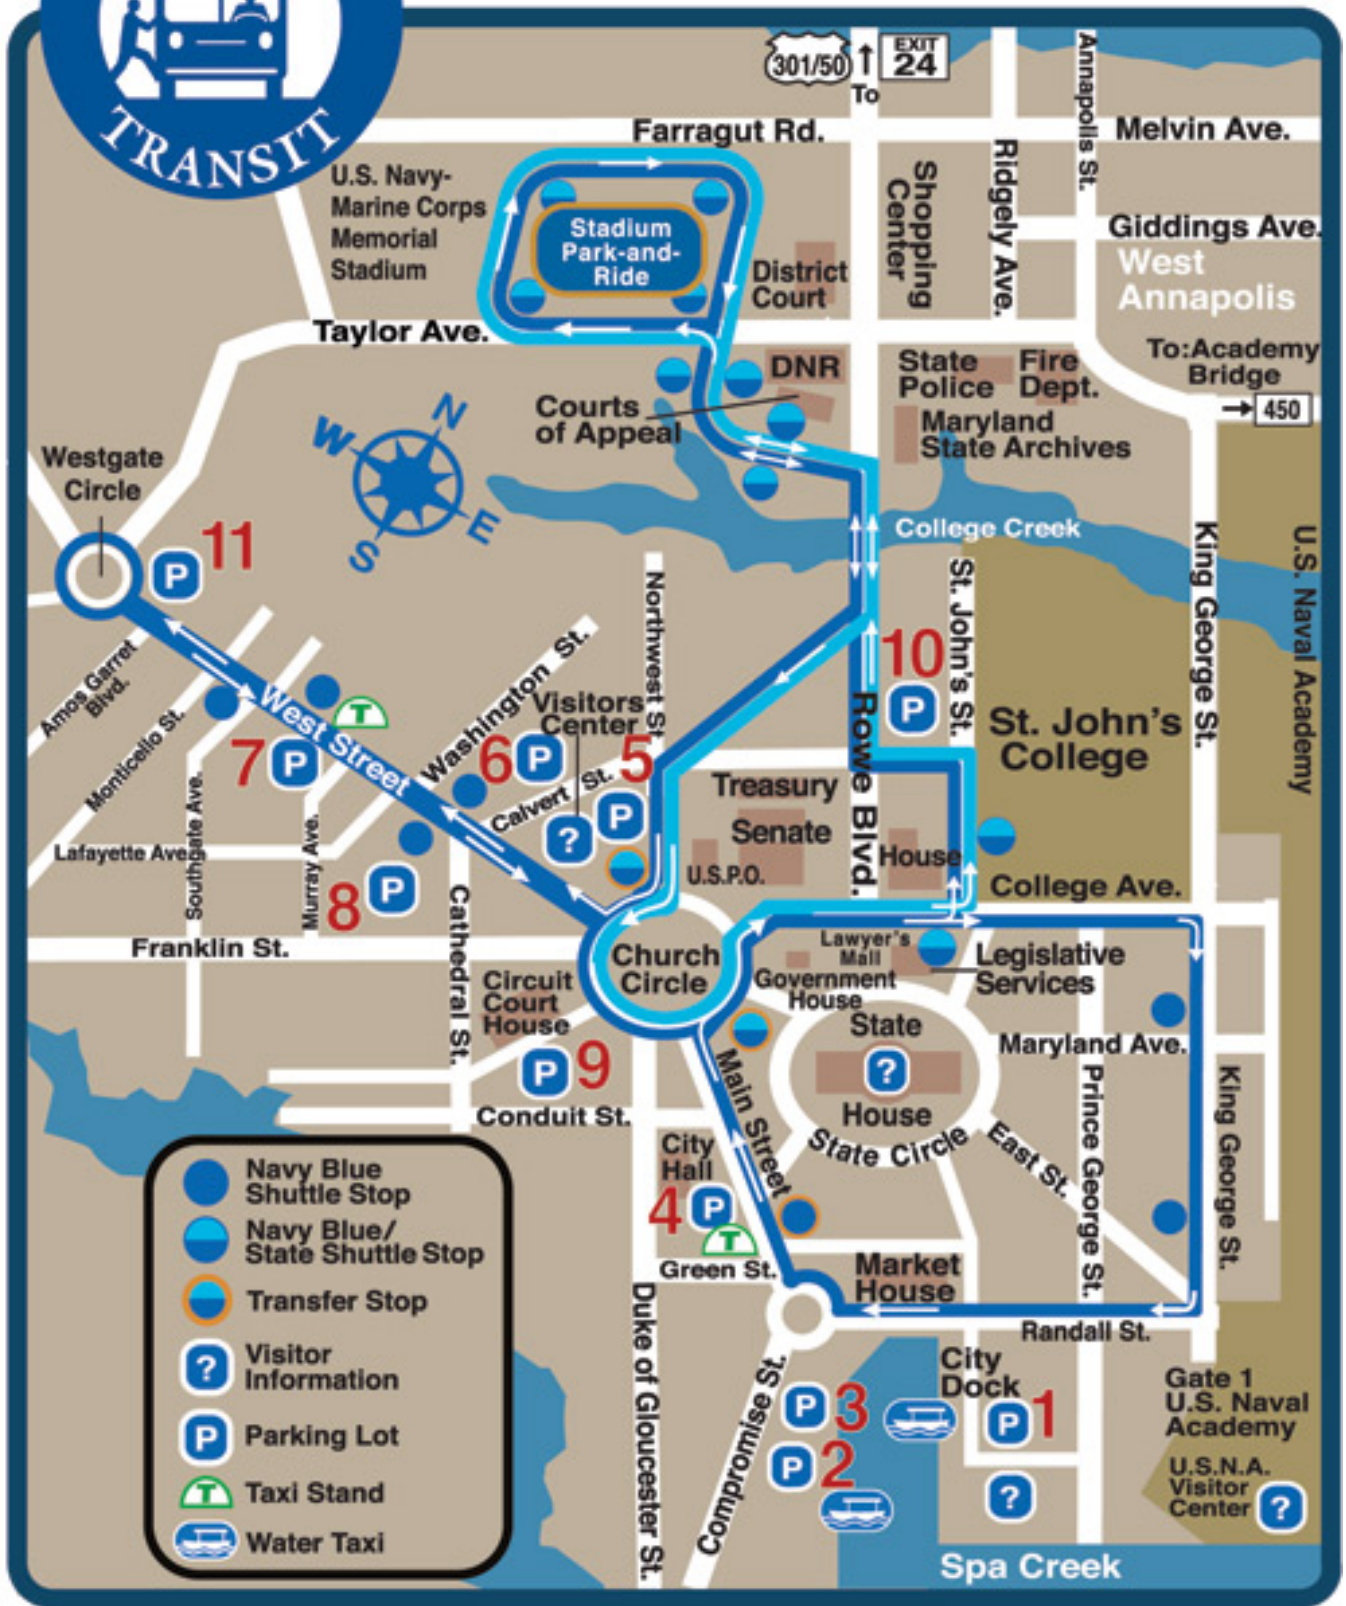 TRANSIT
301/50
EXIT
24
To
Annapolis St.
Farragut Rd.
Melvin Ave.
U.S. Navy-
Marine Corps
Memorial
Stadium
Stadium
Park-and-
Ride
Shopping
Center
Ridgely Ave.
Giddings Ave.
West
Annapolis
District
Court
Taylor Ave.
To:Academy
Bridge
450
DNR
State
Police
Fire
Dept.
Courts
of Appeal
Maryland
State Archives
N
W
E
S
Westgate
Circle
11
P
College Creek
King George St.
U.S. Naval Academy
Northwest St.
St. John's St.
10
P
Amos Garret
Blvd.
Monticello St.
West Street
T
Washington St.
Visitors
Center
Rowe Blvd.
St. John's
College
7
P
6
P
5
P
Calvert St.
?
Treasury
Senate
House
U.S.P.O.
Southgate Ave.
Murray Ave.
Lafayette Ave.
8
P
Cathedral St.
College Ave.
Franklin St.
Church
Circle
Lawyer's
Mall
Government
House
Legislative
Services
Circuit
Court
House
State
?
House
State Circle
Maryland Ave.
P
9
Main Street
Conduit St.
East St.
Prince George St.
King George St.
City
Hall
4
P
T
Green St.
Market
House
Randall St.
Duke of Gloucester St.
Compromise St.
P
3
P
2
City
Dock
P
1
?
Gate 1
U.S. Naval
Academy
U.S.N.A.
Visitor
Center
?
Spa Creek
Navy Blue
Shuttle Stop
Navy Blue/
State Shuttle Stop
Transfer Stop
?
Visitor
Information
P
Parking Lot
T
Taxi Stand
Water Taxi